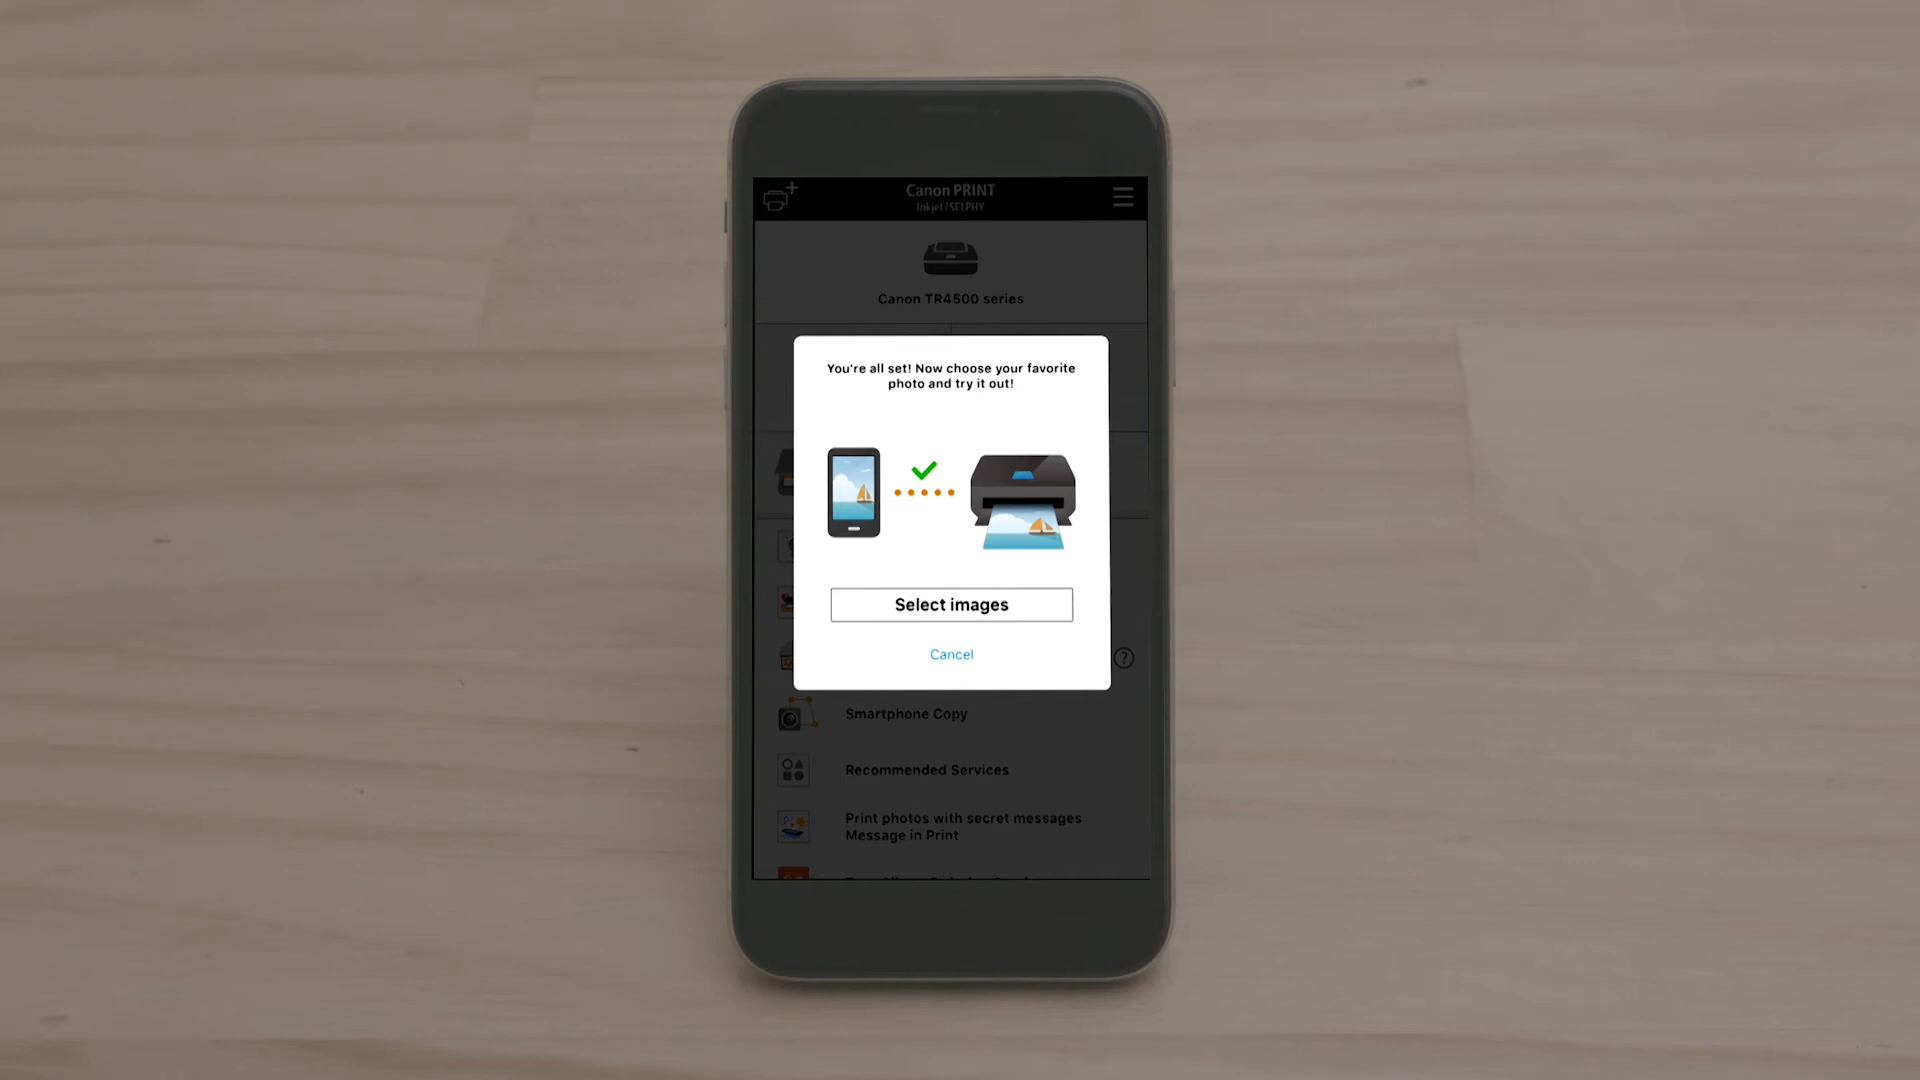 Canon PRINT
Inkjet/SELPHY
Canon TR4500 series
You're all set! Now choose your favorite
photo and try it out!
Select images
Cancel
?
Smartphone Copy
Recommended Services
Print photos with secret messages
Message in Print